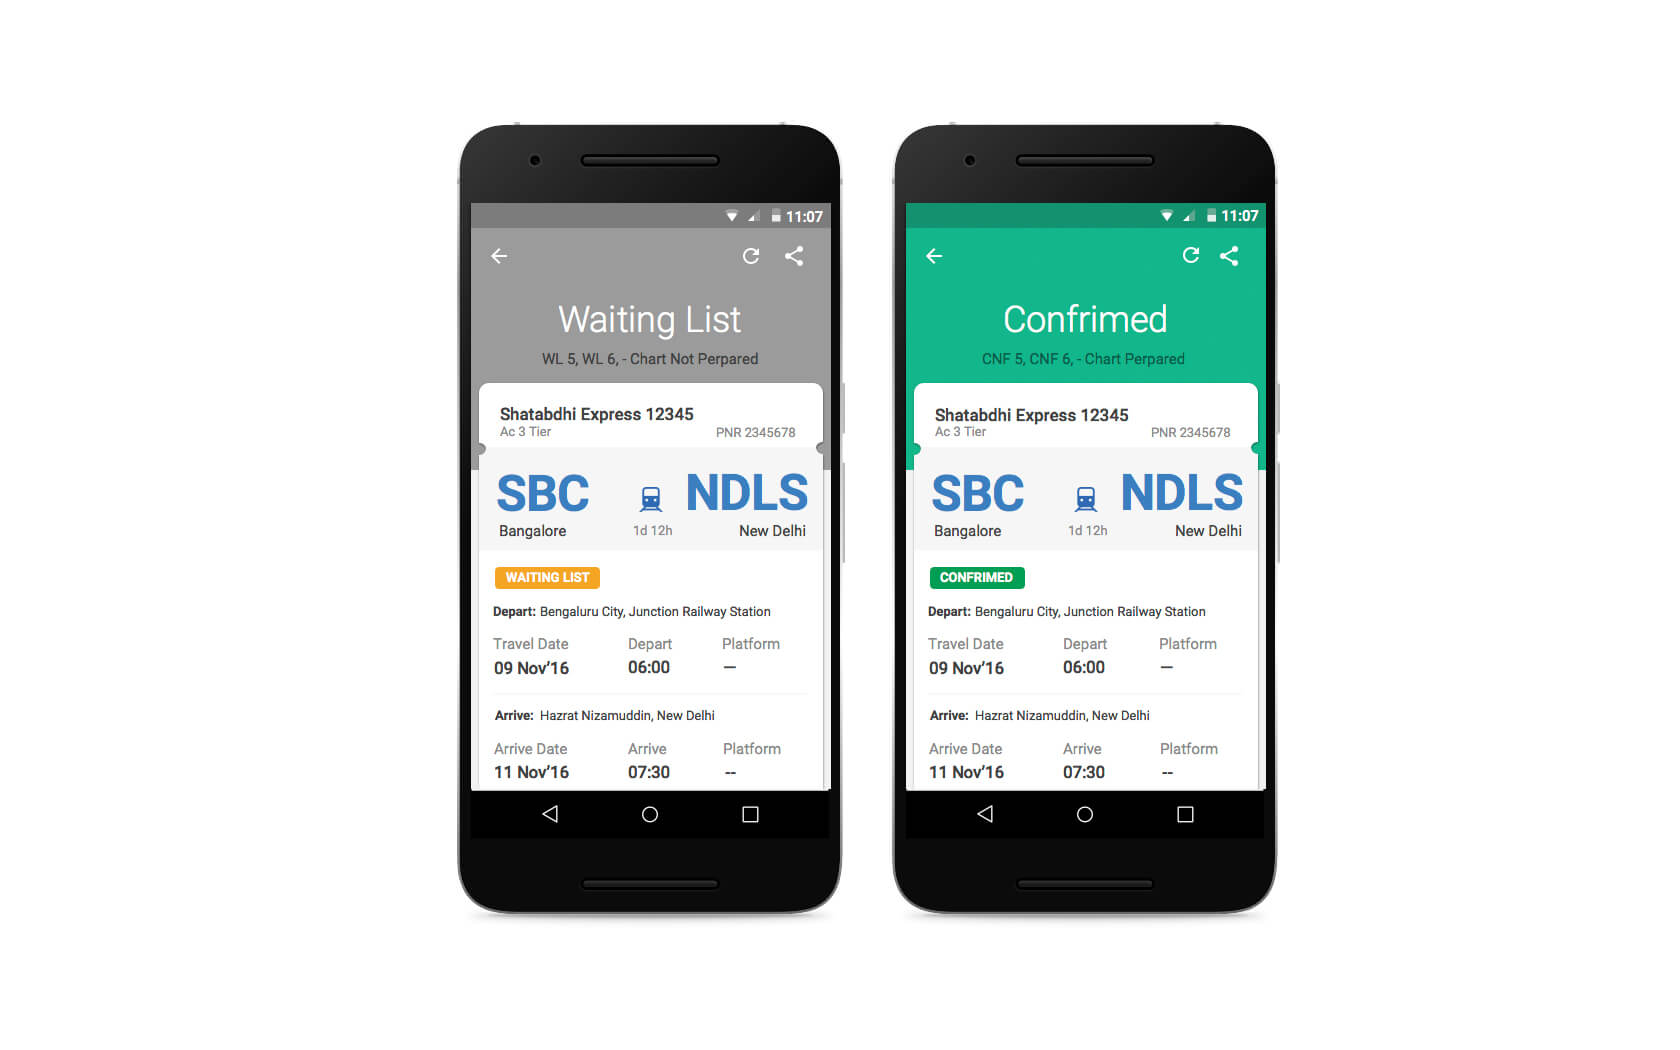 11:07
Waiting List
WL 5, WL 6, - Chart Not Perpared
Shatabdhi Express 12345
Ac 3 Tier PNR 2345678
SBC NDLS
Bangalore 1d 12h New Delhi
WAITING LIST
Depart: Bengaluru City, Junction Railway Station
Travel Date Depart Platform
09 Nov’16 06:00 —
Arrive: Hazrat Nizamuddin, New Delhi
Arrive Date Arrive Platform
11 Nov’16 07:30 --
11:07
Confrimed
CNF 5, CNF 6, - Chart Perpared
Shatabdhi Express 12345
Ac 3 Tier PNR 2345678
SBC NDLS
Bangalore 1d 12h New Delhi
CONFRIMED
Depart: Bengaluru City, Junction Railway Station
Travel Date Depart Platform
09 Nov’16 06:00 —
Arrive: Hazrat Nizamuddin, New Delhi
Arrive Date Arrive Platform
11 Nov’16 07:30 --